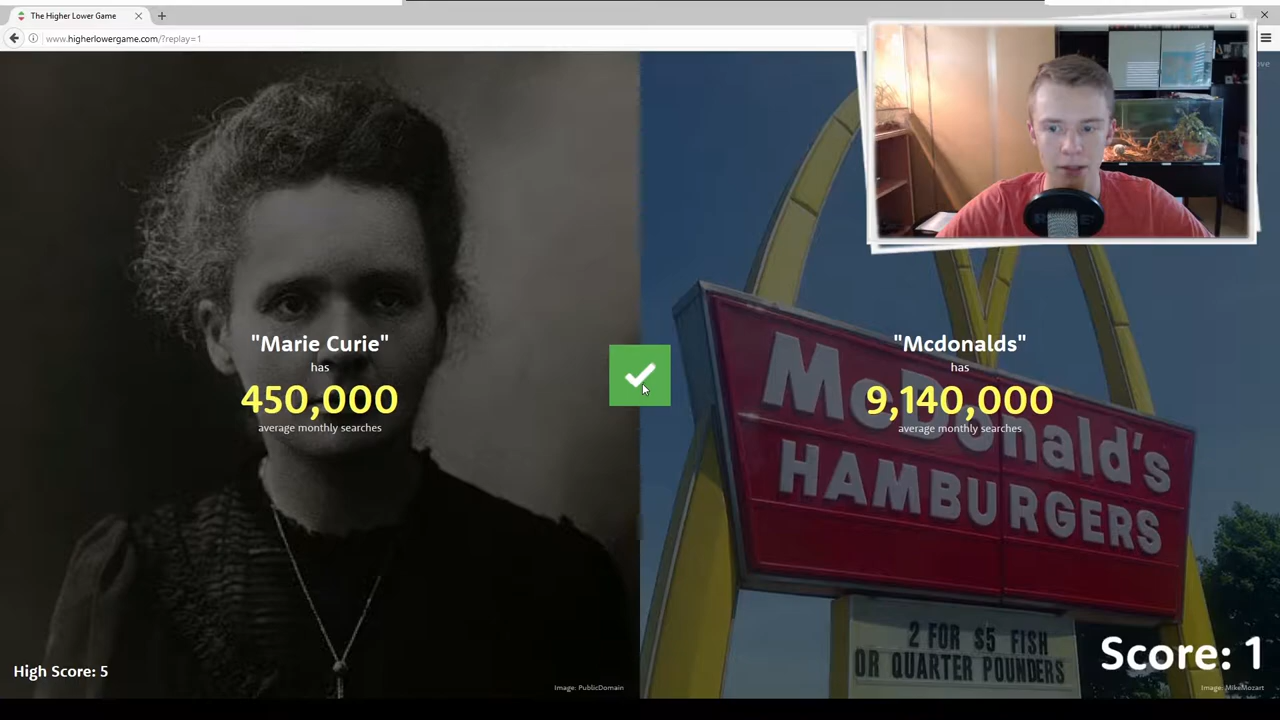 The Higher Lower Game
www.higherlowergame.com/?replay=1
"Marie Curie"
has
450,000
average monthly searches
"Mcdonalds"
has
9,140,000
average monthly searches
McDonald's
HAMBURGERS
2 FOR $5 FISH
OR QUARTER POUNDERS
High Score: 5
Score: 1
Image: PublicDomain
Image: MikeMozart